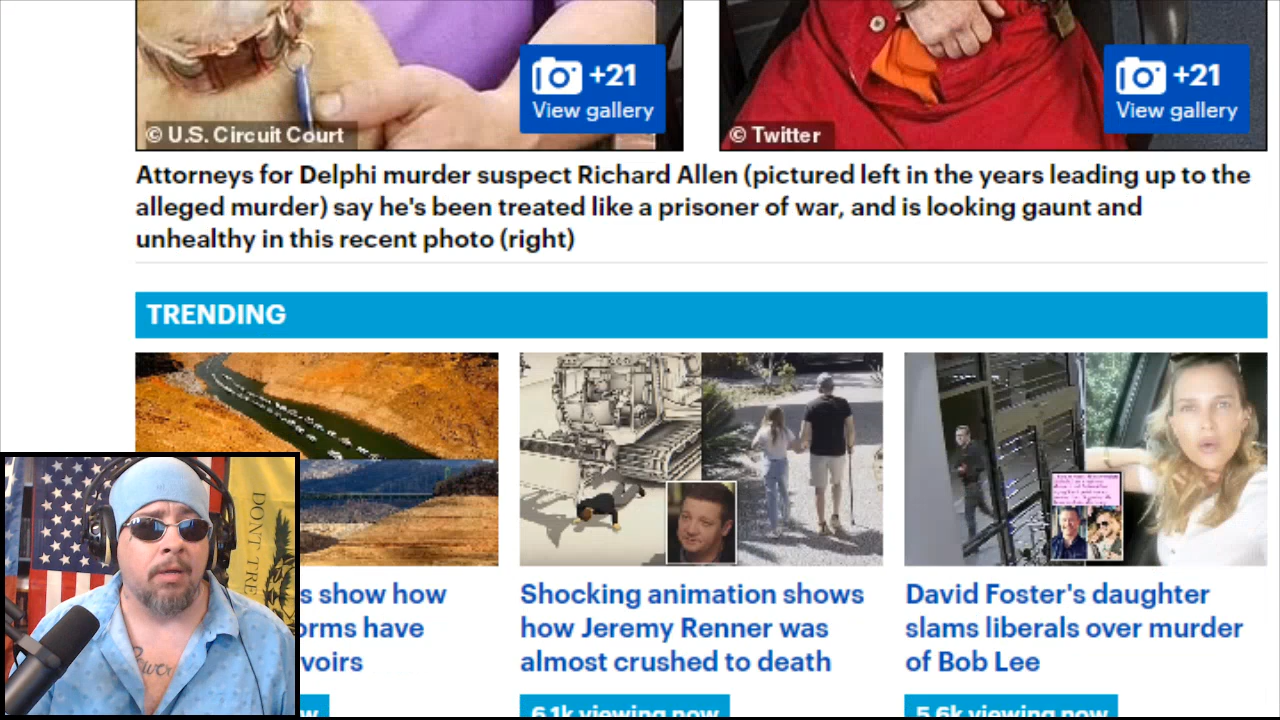 +21
View gallery
© U.S. Circuit Court
+21
View gallery
© Twitter
Attorneys for Delphi murder suspect Richard Allen (pictured left in the years leading up to the
alleged murder) say he's been treated like a prisoner of war, and is looking gaunt and
unhealthy in this recent photo (right)
TRENDING
DON'T TRE
s show how
orms have
voirs
w
Shocking animation shows
how Jeremy Renner was
almost crushed to death
6.1k viewing now
David Foster's daughter
slams liberals over murder
of Bob Lee
5.6k viewing now